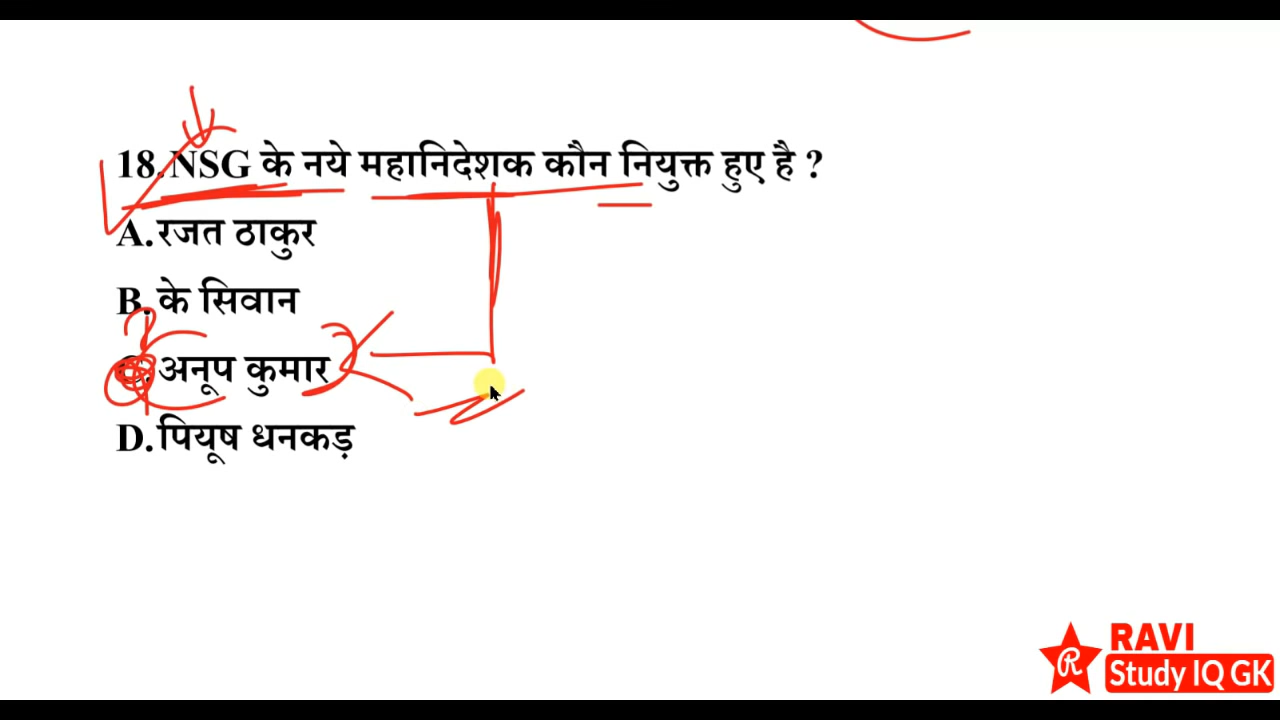 18.NSG के नये महानिदेशक कौन नियुक्त हुए है ?
A.रजत ठाकुर
B.के सिवान
C.अनूप कुमार
D.पियूष धनकड़
R
RAVI
Study IQ GK